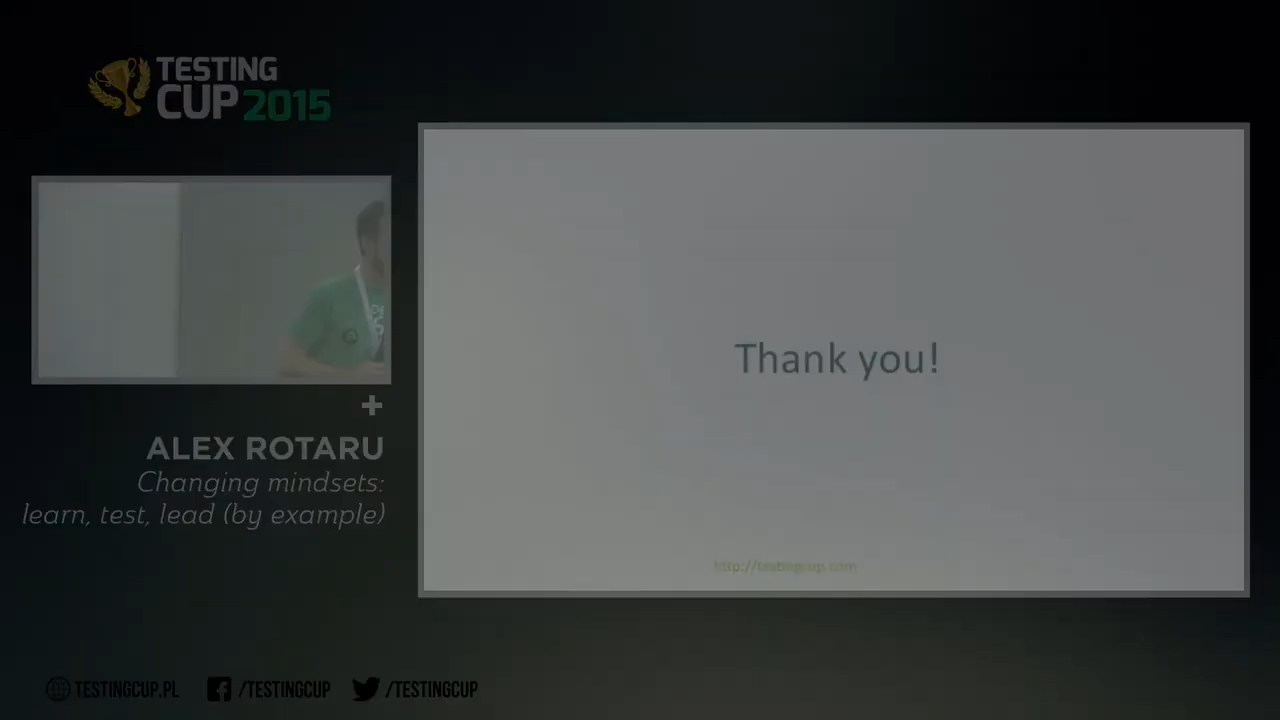 TESTING
CUP 2015
ALEX ROTARU
Changing mindsets:
learn, test, lead (by example)
Thank you!
http://testingcup.com
TESTINGCUP.PL
/TESTINGCUP
/TESTINGCUP